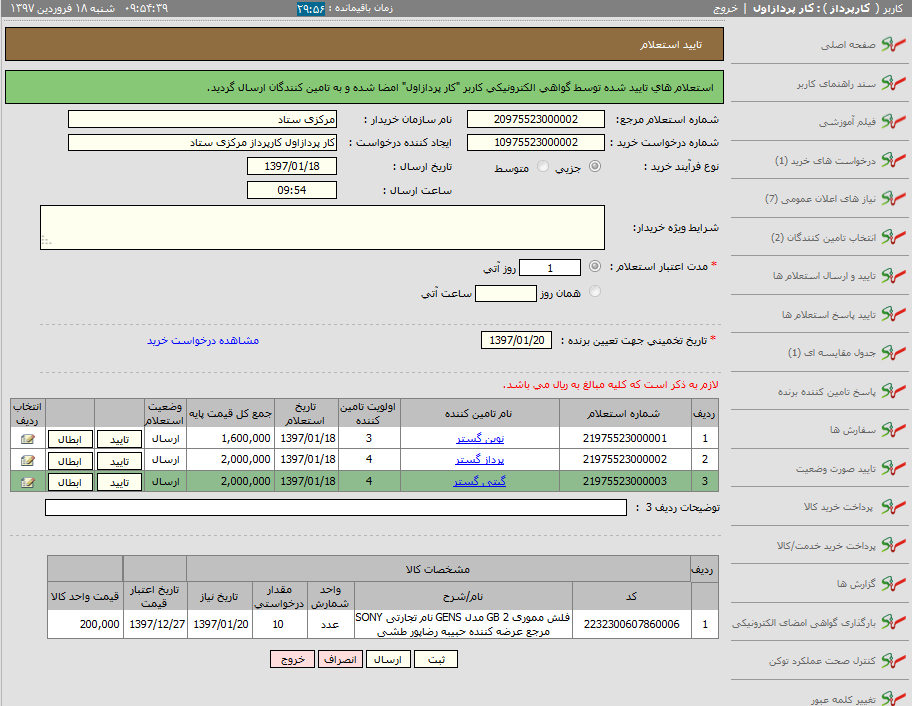 کاربر ( کارپرداز ) : کار پردازاول | خروج
زمان باقیمانده : ۲۹:۵۶
۰۹:۵۴:۳۹ شنبه ۱۸ فروردین ۱۳۹۷
صفحه اصلی
سند راهنمای کاربر
فیلم آموزشی
درخواست های خرید (1)
نیاز های اعلان عمومی (7)
انتخاب تامین کنندگان (2)
تایید و ارسال استعلام ها
تایید پاسخ استعلام ها
جدول مقایسه ای (1)
پاسخ تامین کننده برنده
سفارش ها
تایید صورت وضعیت
پرداخت خرید کالا
پرداخت خرید خدمت/کالا
گزارش ها
بارگذاری گواهی امضای الکترونیکی
کنترل صحت عملکرد توکن
تغییر کلمه عبور
تایید استعلام
استعلام های تایید شده توسط گواهی الکترونیکی کاربر "کار پردازاول" امضا شده و به تامین کنندگان ارسال گردید.
شماره استعلام مرجع: 20975523000002 نام سازمان خریدار : مرکزی ستاد
شماره درخواست خرید : 10975523000002 ایجاد کننده درخواست : کار پردازاول کارپرداز مرکزی ستاد
نوع فرآیند خرید : جزیی متوسط تاریخ ارسال : 1397/01/18
ساعت ارسال : 09:54
شرایط ویژه خریدار:
* مدت اعتبار استعلام : 1 روز آتی
همان روز ساعت آتی
* تاریخ تخمینی جهت تعیین برنده : 1397/01/20 مشاهده درخواست خرید
لازم به ذکر است که کلیه مبالغ به ریال می باشد.
ردیف شماره استعلام نام تامین کننده اولویت تامین کننده تاریخ استعلام جمع کل قیمت پایه وضعیت استعلام انتخاب ردیف
1 21975523000001 نوین گستر 3 1397/01/18 1,600,000 ارسال تایید ابطال
2 21975523000002 پرداز گستر 4 1397/01/18 2,000,000 ارسال تایید ابطال
3 21975523000003 گیتی گستر 4 1397/01/18 2,000,000 ارسال تایید ابطال
توضیحات ردیف 3 :
ردیف مشخصات کالا
کد نام/شرح واحد شمارش مقدار درخواستی تاریخ نیاز تاریخ اعتبار قیمت قیمت واحد کالا
1 2232300607860006 فلش مموری 2 GB مدل GENS نام تجارتی SONY مرجع عرضه کننده حبیبه رضاپور طشی عدد 10 1397/01/20 1397/12/27 200,000
ثبت ارسال انصراف خروج